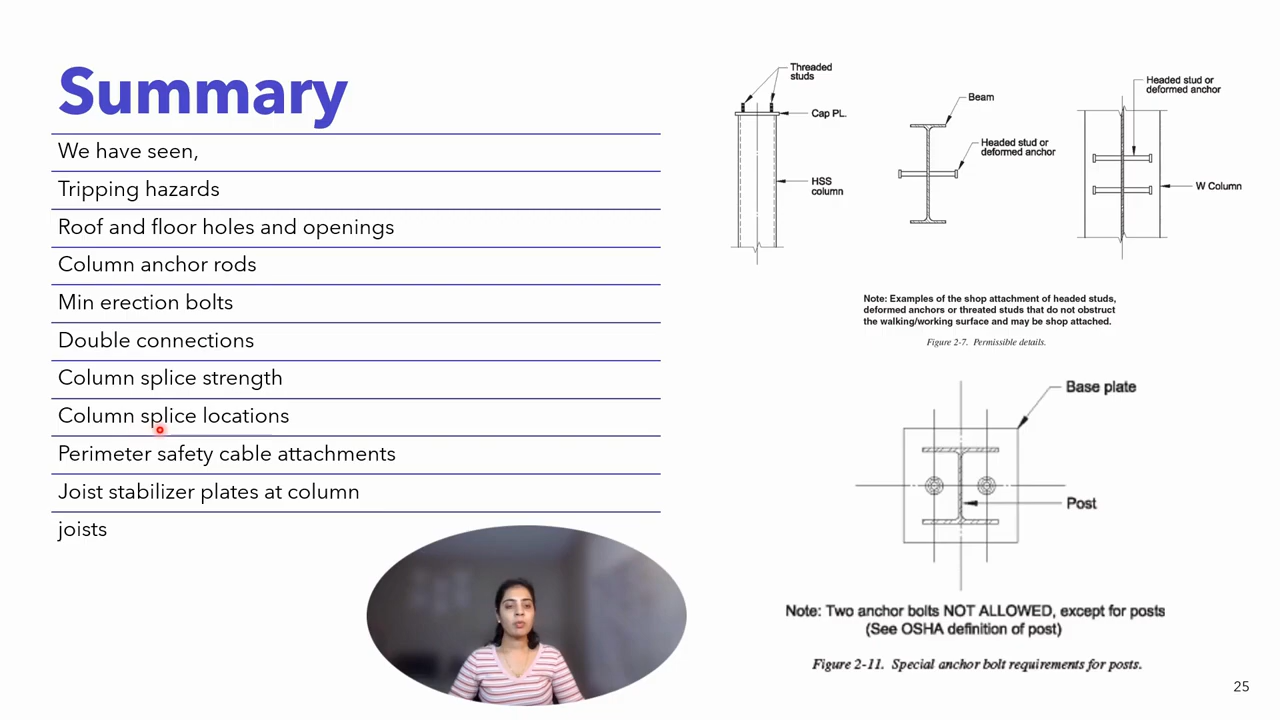 Summary
We have seen,
Tripping hazards
Roof and floor holes and openings
Column anchor rods
Min erection bolts
Double connections
Column splice strength
Column splice locations
Perimeter safety cable attachments
Joist stabilizer plates at column
joists
Threaded
studs
Cap PL.
HSS
column
Beam
Headed stud or
deformed anchor
Headed stud or
deformed anchor
W Column
Note: Examples of the shop attachment of headed studs,
deformed anchors or threated studs that do not obstruct
the walking/working surface and may be shop attached.
Figure 2-7. Permissible details.
Base plate
Post
Note: Two anchor bolts NOT ALLOWED, except for posts
(See OSHA definition of post)
Figure 2-11. Special anchor bolt requirements for posts.
25